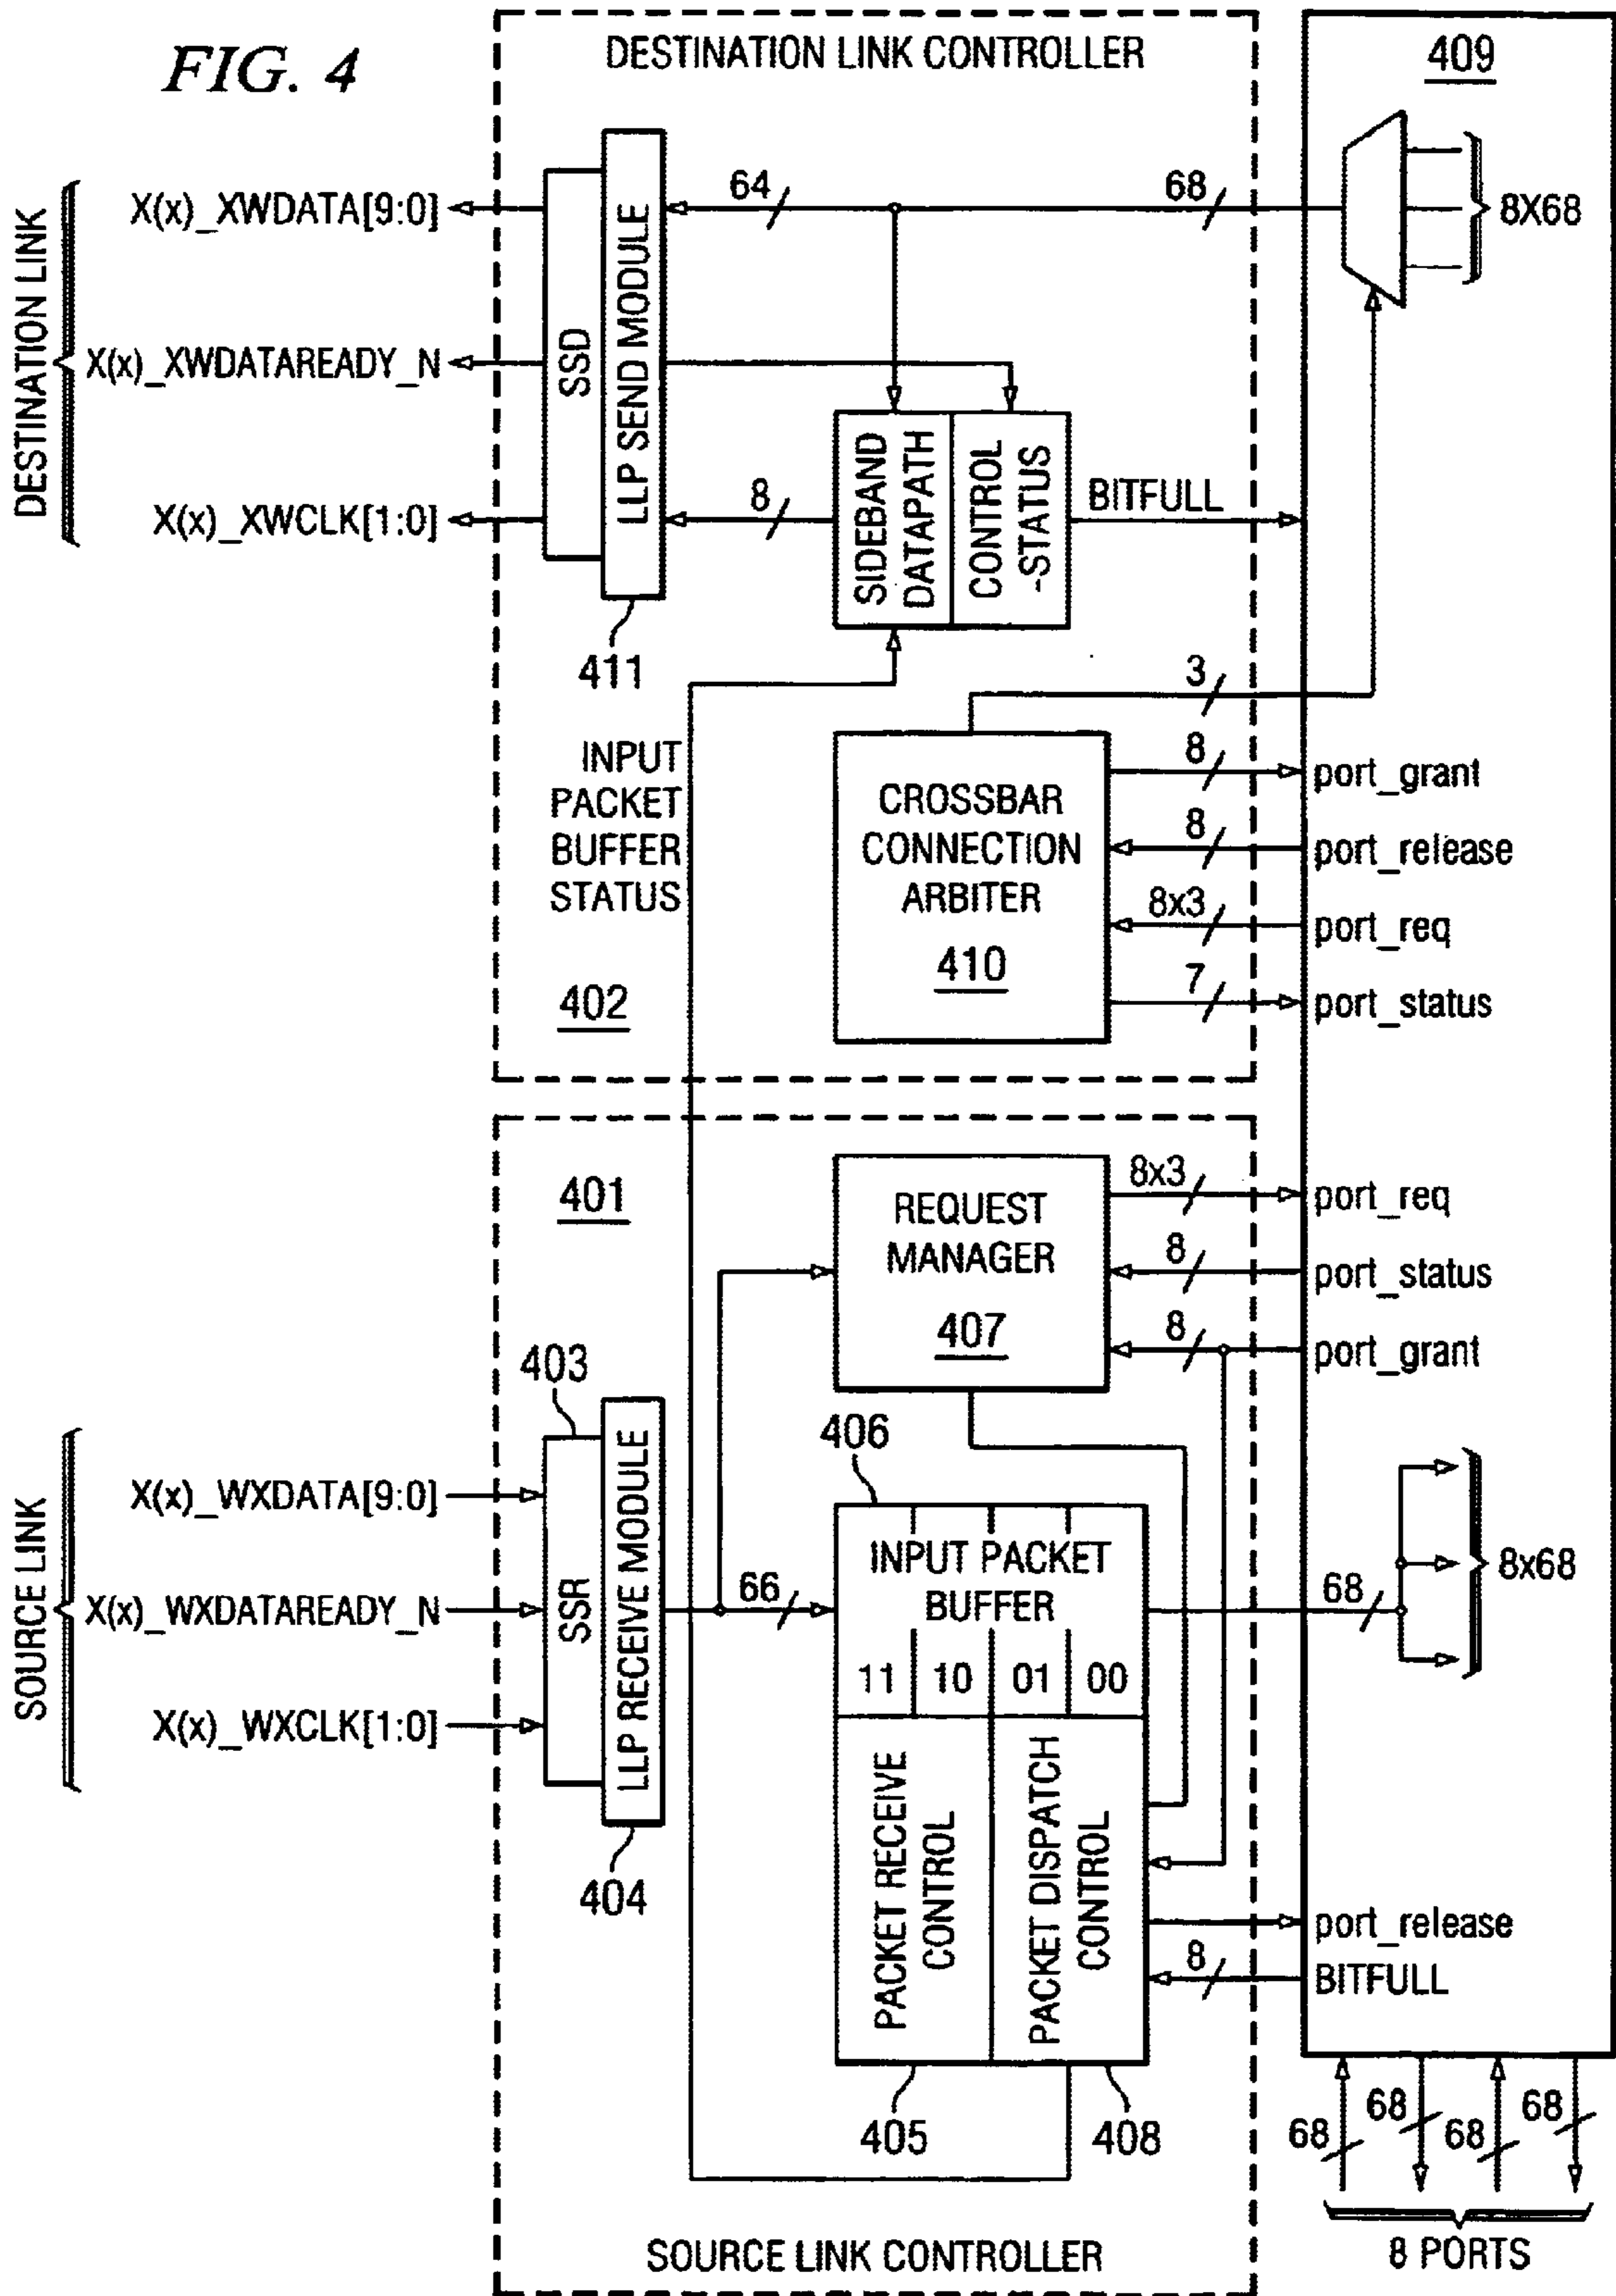 FIG. 4
DESTINATION LINK CONTROLLER
409
DESTINATION LINK
X(x)_XWDATA[9:0]
X(x)_XWDATAREADY_N
X(x)_XWCLK[1:0]
SSD
LLP SEND MODULE
411
64
68
8X68
8
SIDEBAND
DATAPATH
CONTROL
-STATUS
BITFULL
3
INPUT
PACKET
BUFFER
STATUS
402
CROSSBAR
CONNECTION
ARBITER
410
8
port_grant
8
port_release
8x3
port_req
7
port_status
401
REQUEST
MANAGER
407
8x3
port_req
8
port_status
8
port_grant
SOURCE LINK
X(x)_WXDATA[9:0]
X(x)_WXDATAREADY_N
X(x)_WXCLK[1:0]
403
SSR
LLP RECEIVE MODULE
404
66
406
INPUT PACKET
BUFFER
11 10 01 00
PACKET RECEIVE
CONTROL
PACKET DISPATCH
CONTROL
405
408
68
8x68
port_release
8
BITFULL
68
68
68
68
8 PORTS
SOURCE LINK CONTROLLER